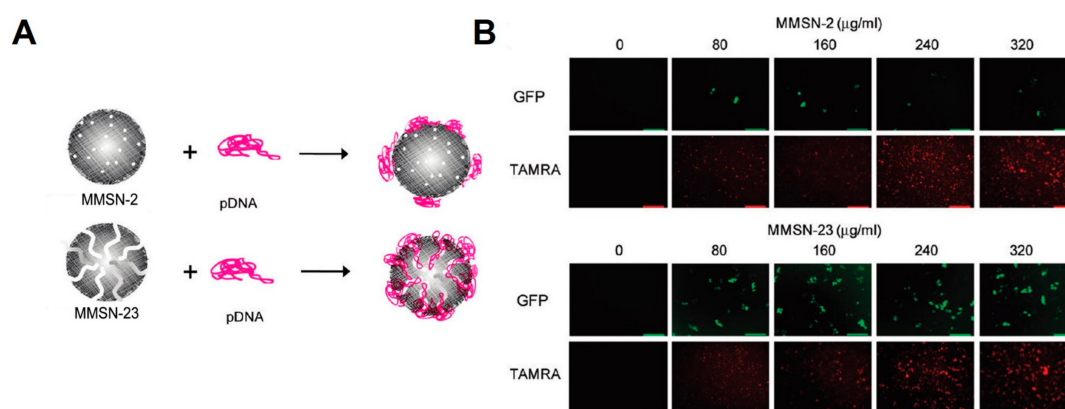 A
MMSN-2
+
pDNA
MMSN-23
+
pDNA
B
MMSN-2 (μg/ml)
0 80 160 240 320
GFP
TAMRA
MMSN-23 (μg/ml)
0 80 160 240 320
GFP
TAMRA